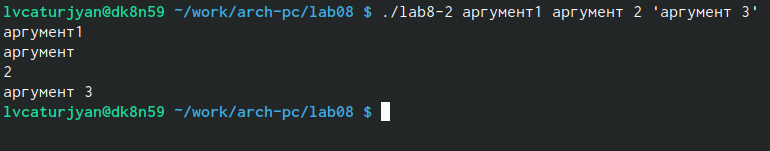 lvcaturjyan@dk8n59 ~/work/arch-pc/lab08 $ ./lab8-2 аргумент1 аргумент 2 'аргумент 3'
аргумент1
аргумент
2
аргумент 3
lvcaturjyan@dk8n59 ~/work/arch-pc/lab08 $